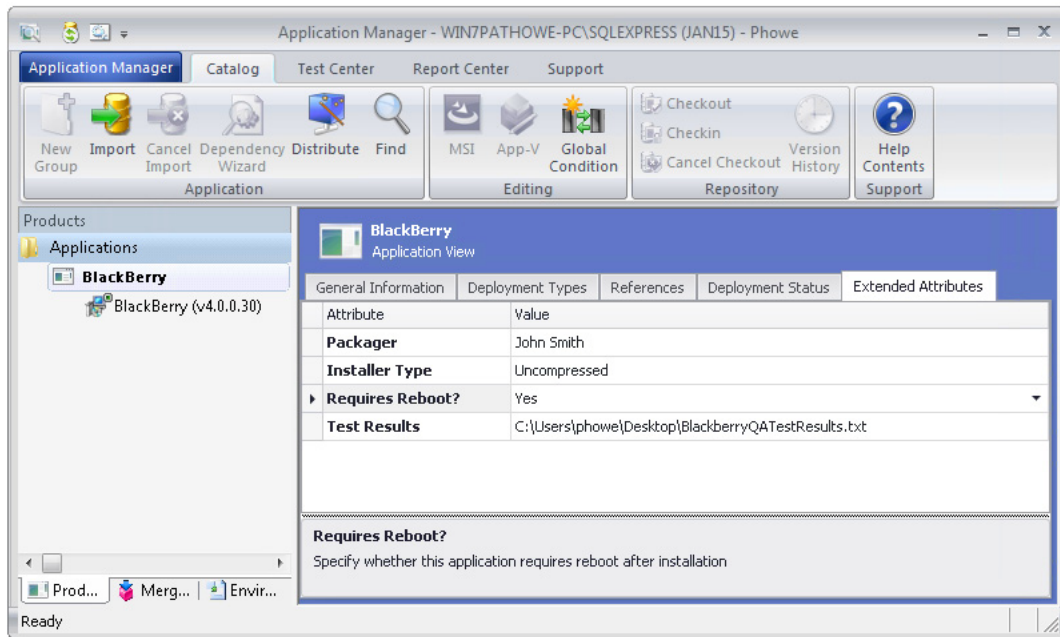 Application Manager - WIN7PATHOWE-PC\SQLEXPRESS (JAN15) - Phowe
Application Manager Catalog Test Center Report Center Support
New Group Import Cancel Import Dependency Wizard Distribute Find
Application
MSI App-V Global Condition
Editing
Checkout
Checkin
Cancel Checkout
Version History
Repository
Help Contents
Support
Products
Applications
BlackBerry
BlackBerry (v4.0.0.30)
BlackBerry
Application View
General Information Deployment Types References Deployment Status Extended Attributes
Attribute Value
Packager John Smith
Installer Type Uncompressed
Requires Reboot? Yes
Test Results C:\Users\phowe\Desktop\BlackberryQATestResults.txt
Requires Reboot?
Specify whether this application requires reboot after installation
Prod... Merg... Envir...
Ready